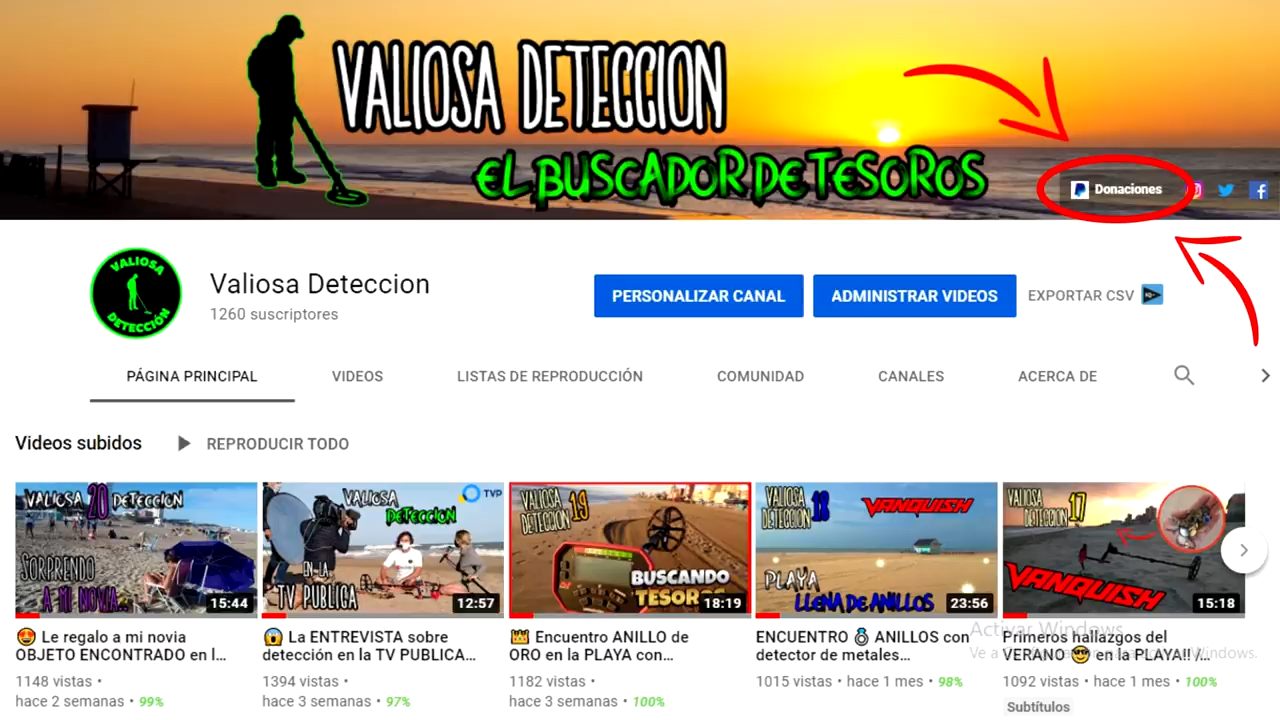 VALIOSA DETECCION
EL BUSCADOR DE TESOROS
Donaciones
VALIOSA
DETECCIÓN
Valiosa Deteccion
1260 suscriptores
PERSONALIZAR CANAL
ADMINISTRAR VIDEOS
EXPORTAR CSV
PÁGINA PRINCIPAL
VIDEOS
LISTAS DE REPRODUCCIÓN
COMUNIDAD
CANALES
ACERCA DE
Videos subidos
REPRODUCIR TODO
VALIOSA 20 DETECCION
SORPRENDO
A MI NOVIA...
15:44
😍 Le regalo a mi novia
OBJETO ENCONTRADO en l...
1148 vistas •
hace 2 semanas • 99%
VALIOSA
DETECCION
TVP
EN LA
TV PUBLICA
12:57
😱 La ENTREVISTA sobre
detección en la TV PUBLICA...
1394 vistas •
hace 3 semanas • 97%
VALIOSA
DETECCION 19
BUSCANDO
TESOROS
18:19
👑 Encuentro ANILLO de
ORO en la PLAYA con...
1182 vistas •
hace 3 semanas • 100%
VALIOSA
DETECCION 18
VANQUISH
PLAYA
LLENA DE ANILLOS
23:56
ENCUENTRO 💍 ANILLOS con
detector de metales...
1015 vistas • hace 1 mes • 98%
VALIOSA
DETECCION 17
VANQUISH
15:18
Primeros hallazgos del
VERANO 😎 en la PLAYA!! /...
1092 vistas • hace 1 mes • 100%
Subtítulos
Activar Windows
Ve a
Windows.